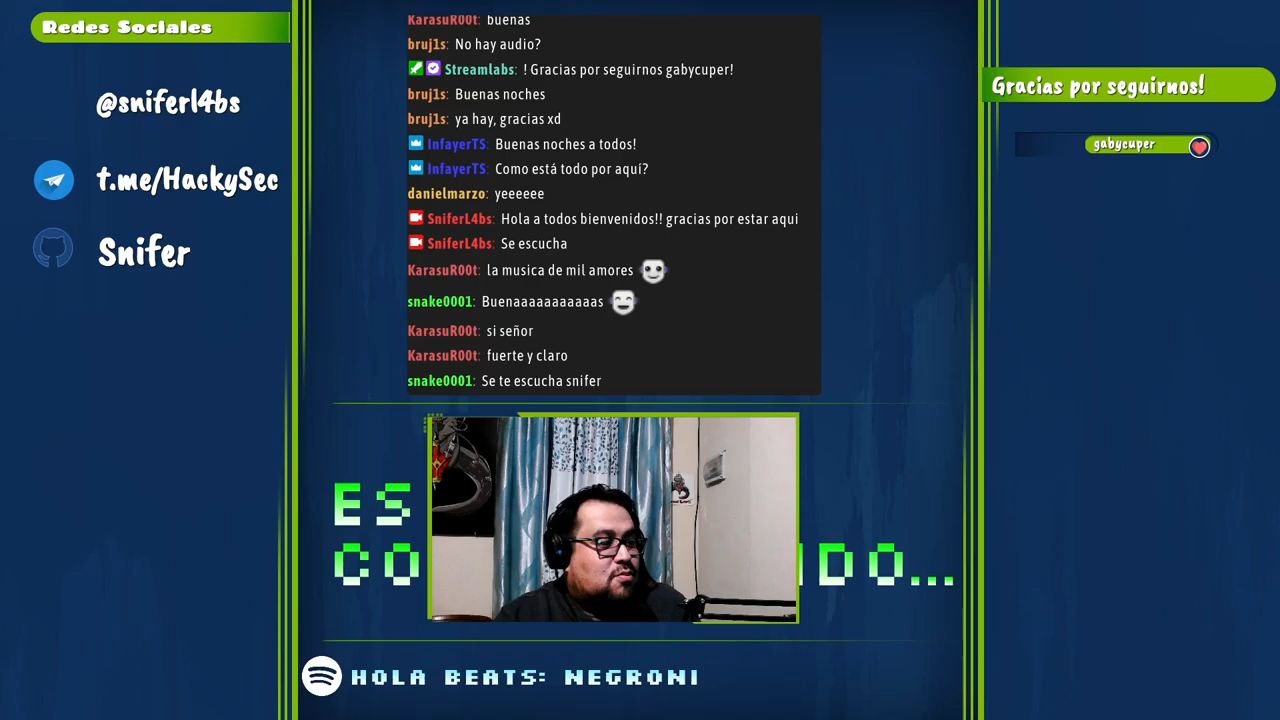 Redes Sociales
@sniferl4bs
t.me/HackySec
Snifer
KarasuR00t: buenas
bruj1s: No hay audio?
Streamlabs: ! Gracias por seguirnos gabycuper!
bruj1s: Buenas noches
bruj1s: ya hay, gracias xd
InfayerTS: Buenas noches a todos!
InfayerTS: Como está todo por aquí?
danielmarzo: yeeeeee
SniferL4bs: Hola a todos bienvenidos!! gracias por estar aqui
SniferL4bs: Se escucha
KarasuR00t: la musica de mil amores
snake0001: Buenaaaaaaaaaaas
KarasuR00t: si señor
KarasuR00t: fuerte y claro
snake0001: Se te escucha snifer
ES
CO NDO...
HOLA BEATS: NEGRONI
Gracias por seguirnos!
gabycuper